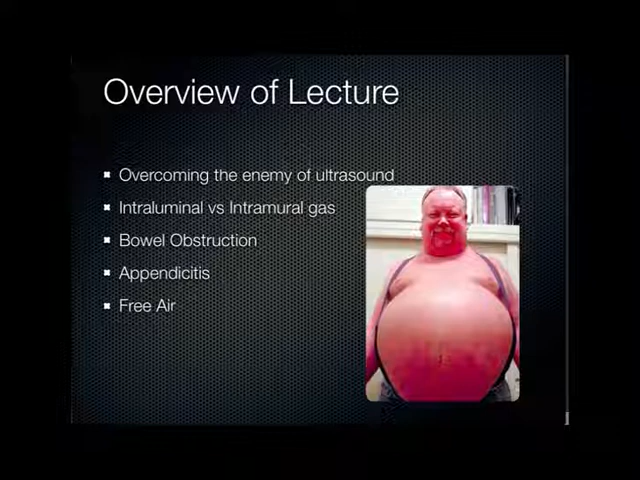 Overview of Lecture
Overcoming the enemy of ultrasound
Intraluminal vs Intramural gas
Bowel Obstruction
Appendicitis
Free Air